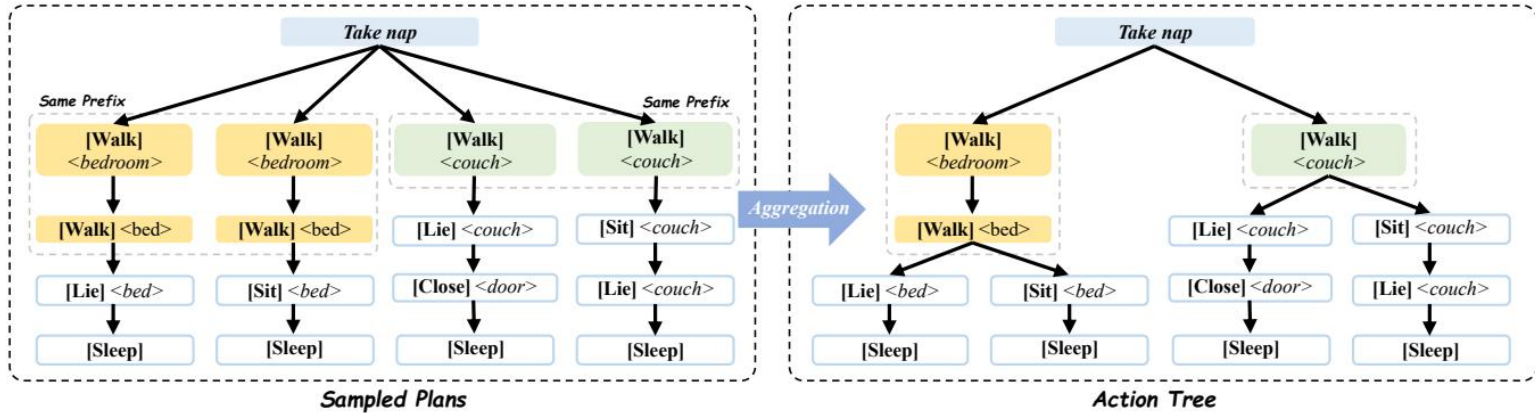 Take nap
Same Prefix
Same Prefix
[Walk]
<bedroom>
[Walk]
<bedroom>
[Walk]
<couch>
[Walk]
<couch>
[Walk] <bed>
[Walk] <bed>
[Lie] <couch>
[Sit] <couch>
[Lie] <bed>
[Sit] <bed>
[Close] <door>
[Lie] <couch>
[Sleep]
[Sleep]
[Sleep]
[Sleep]
Sampled Plans
Aggregation
Take nap
[Walk]
<bedroom>
[Walk]
<couch>
[Walk] <bed>
[Lie] <couch>
[Sit] <couch>
[Lie] <bed>
[Sit] <bed>
[Close] <door>
[Lie] <couch>
[Sleep]
[Sleep]
[Sleep]
[Sleep]
Action Tree